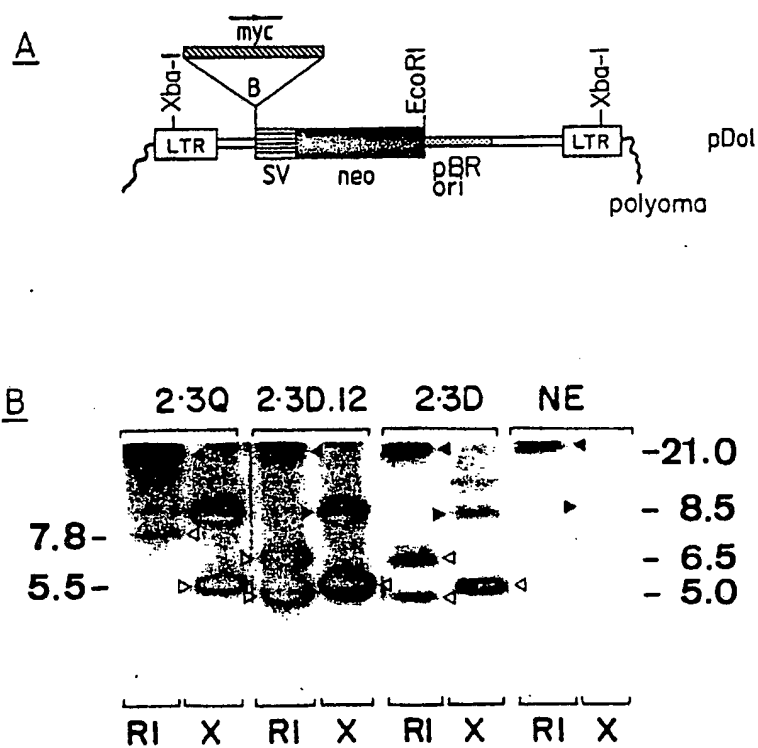 A
myc
Xba-I
B
EcoRI
Xba-I
LTR
LTR
pDol
SV
neo
pBR
ori
polyoma
B
2·3Q 2·3D.12 2·3D NE
-21.0
- 8.5
7.8-
- 6.5
5.5-
- 5.0
RI X RI X RI X RI X